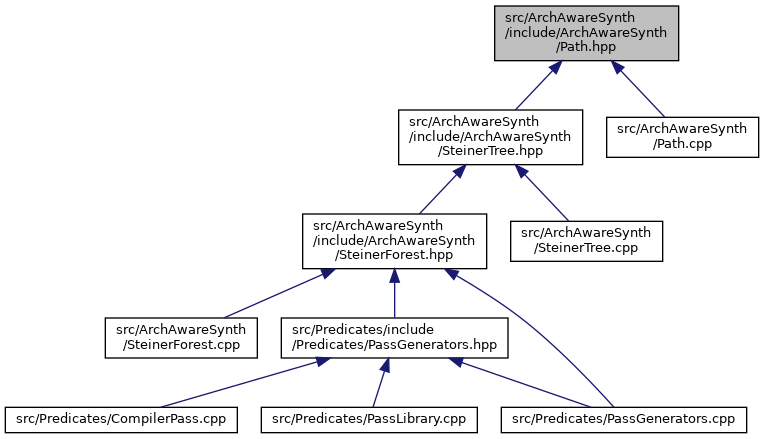 src/ArchAwareSynth
/include/ArchAwareSynth
/Path.hpp
src/ArchAwareSynth
/include/ArchAwareSynth
/SteinerTree.hpp
src/ArchAwareSynth
/Path.cpp
src/ArchAwareSynth
/include/ArchAwareSynth
/SteinerForest.hpp
src/ArchAwareSynth
/SteinerTree.cpp
src/ArchAwareSynth
/SteinerForest.cpp
src/Predicates/include
/Predicates/PassGenerators.hpp
src/Predicates/CompilerPass.cpp
src/Predicates/PassLibrary.cpp
src/Predicates/PassGenerators.cpp